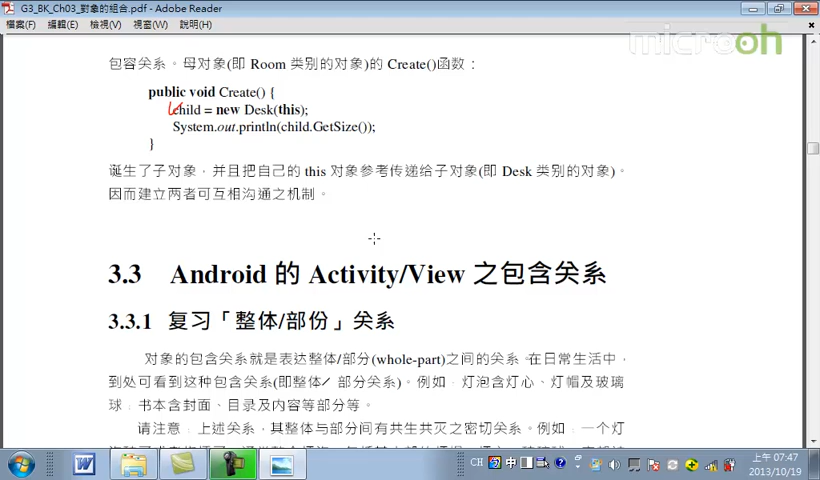 G3_BK_Ch03_對象的組合.pdf - Adobe Reader
檔案(F) 編輯(E) 檢視(V) 視窗(W) 說明(H)
microoh
包容关系。母对象(即 Room 类别的对象)的 Create()函数：
public void Create() {
child = new Desk(this);
System.out.println(child.GetSize());
}
诞生了子对象，并且把自己的 this 对象参考传递给子对象(即 Desk 类别的对象)。
因而建立两者可互相沟通之机制。
3.3 Android 的 Activity/View 之包含关系
3.3.1 复习「整体/部份」关系
对象的包含关系就是表达整体/部分(whole-part)之间的关系。在日常生活中，
到处可看到这种包含关系(即整体／部分关系)。例如，灯泡含灯心、灯帽及玻璃
球；书本含封面、目录及内容等部分等。
请注意，上述关系，其整体与部分间有共生共灭之密切关系。例如，一个灯
CH 中
上午 07:47
2013/10/19